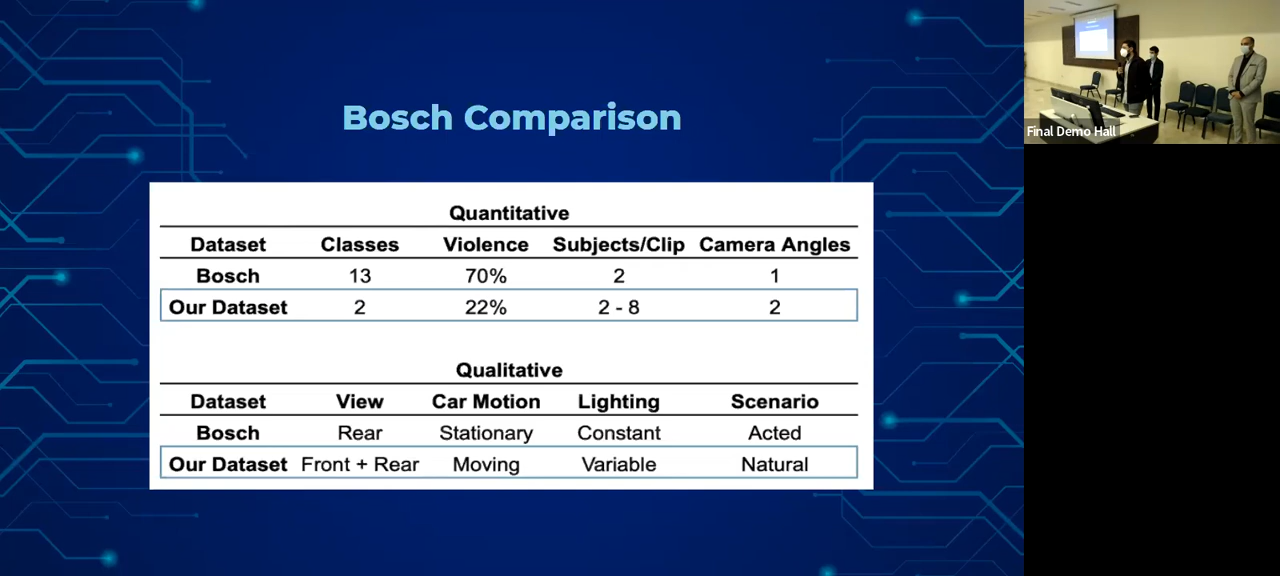 Bosch Comparison
Quantitative
Dataset Classes Violence Subjects/Clip Camera Angles
Bosch 13 70% 2 1
Our Dataset 2 22% 2 - 8 2
Qualitative
Dataset View Car Motion Lighting Scenario
Bosch Rear Stationary Constant Acted
Our Dataset Front + Rear Moving Variable Natural
Final Demo Hall